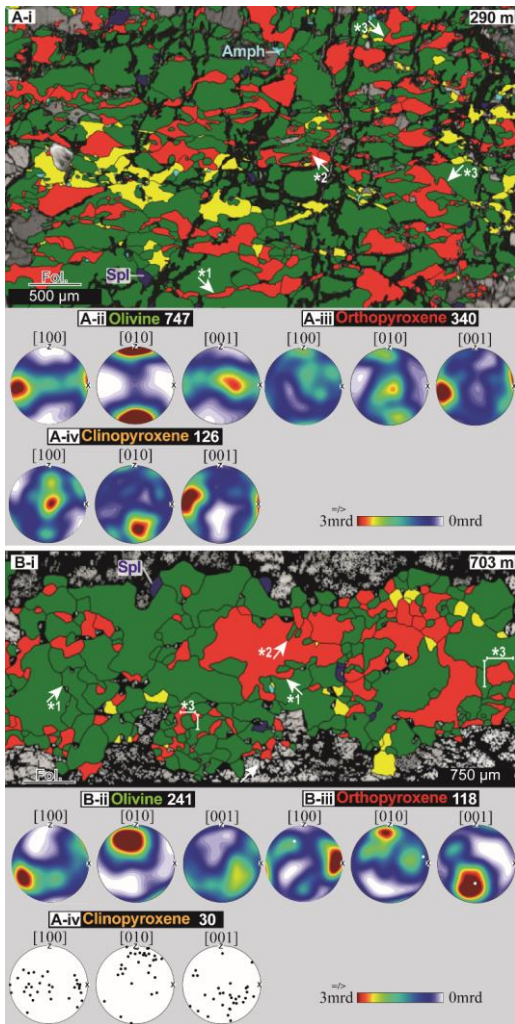 A-i
290 m
*3
Amph
*2
*3
Fol.
500 µm
Spl
*1
A-ii Olivine 747
A-iii Orthopyroxene 340
[100] [010] [001] [100] [010] [001]
Z Z Z Z Z Z
X X X X X X
A-iv Clinopyroxene 126
[100] [010] [001]
Z Z Z
X X X
=/>
3mrd 0mrd
B-i
Spl
703 m
*2
*3
*1
*1
*3
Fol.
750 µm
B-ii Olivine 241
B-iii Orthopyroxene 118
[100] [010] [001] [100] [010] [001]
Z Z Z Z Z Z
X X X X X X
A-iv Clinopyroxene 30
[100] [010] [001]
Z Z Z
X X X
=/>
3mrd 0mrd